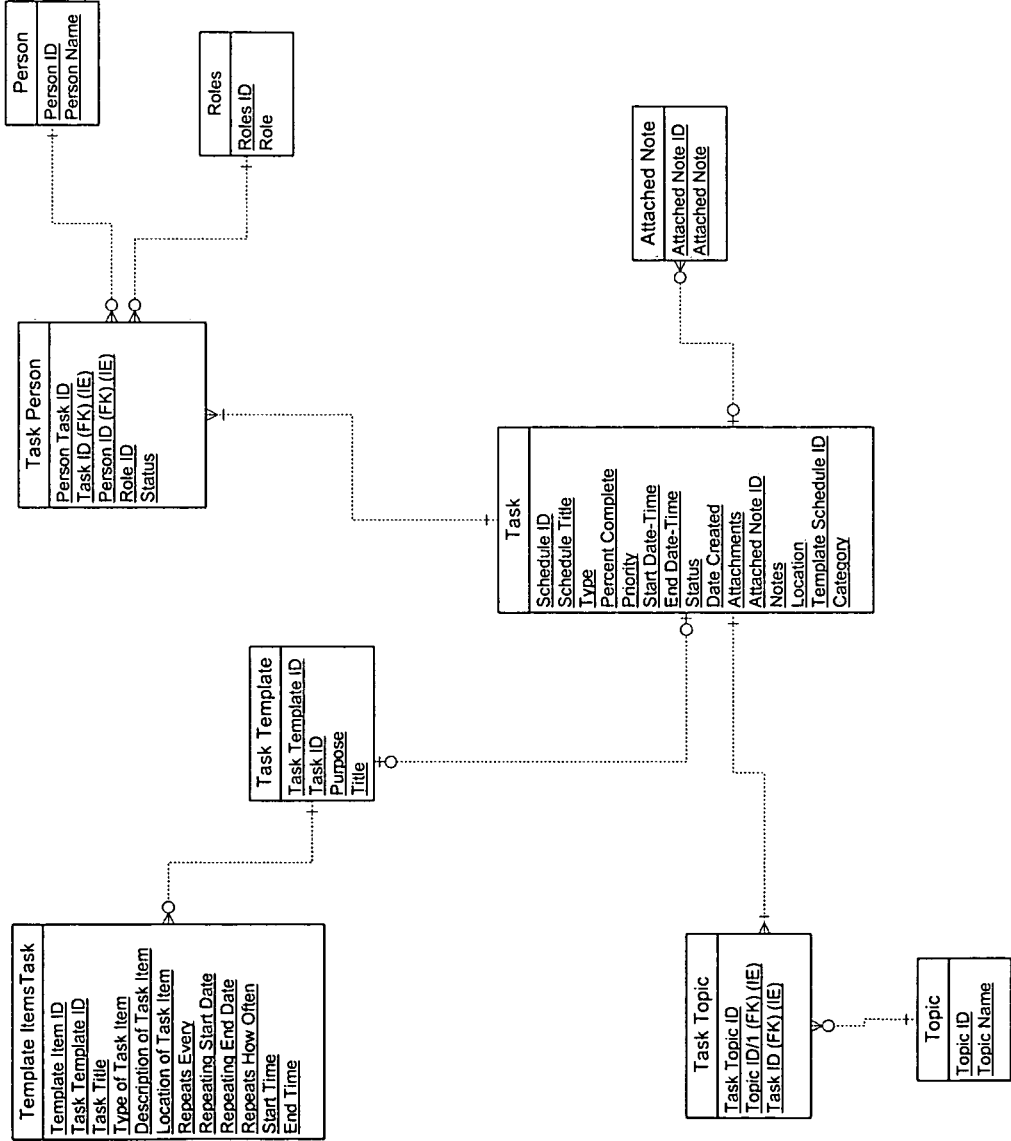 Person
Person ID
Person Name
Roles
Roles ID
Role
Task Person
Person Task ID
Task ID (FK) (IE)
Person ID (FK) (IE)
Role ID
Status
Attached Note
Attached Note ID
Attached Note
Task
Schedule ID
Schedule Title
Type
Percent Complete
Priority
Start Date-Time
End Date-Time
Status
Date Created
Attachments
Attached Note ID
Notes
Location
Template Schedule ID
Category
Task Template
Task Template ID
Task ID
Purpose
Title
Template Items Task
Template Item ID
Task Template ID
Task Title
Type of Task Item
Description of Task Item
Location of Task Item
Repeats Every
Repeating Start Date
Repeating End Date
Repeats How Often
Start Time
End Time
Task Topic
Task Topic ID
Topic ID/1 (FK) (IE)
Task ID (FK) (IE)
Topic
Topic ID
Topic Name